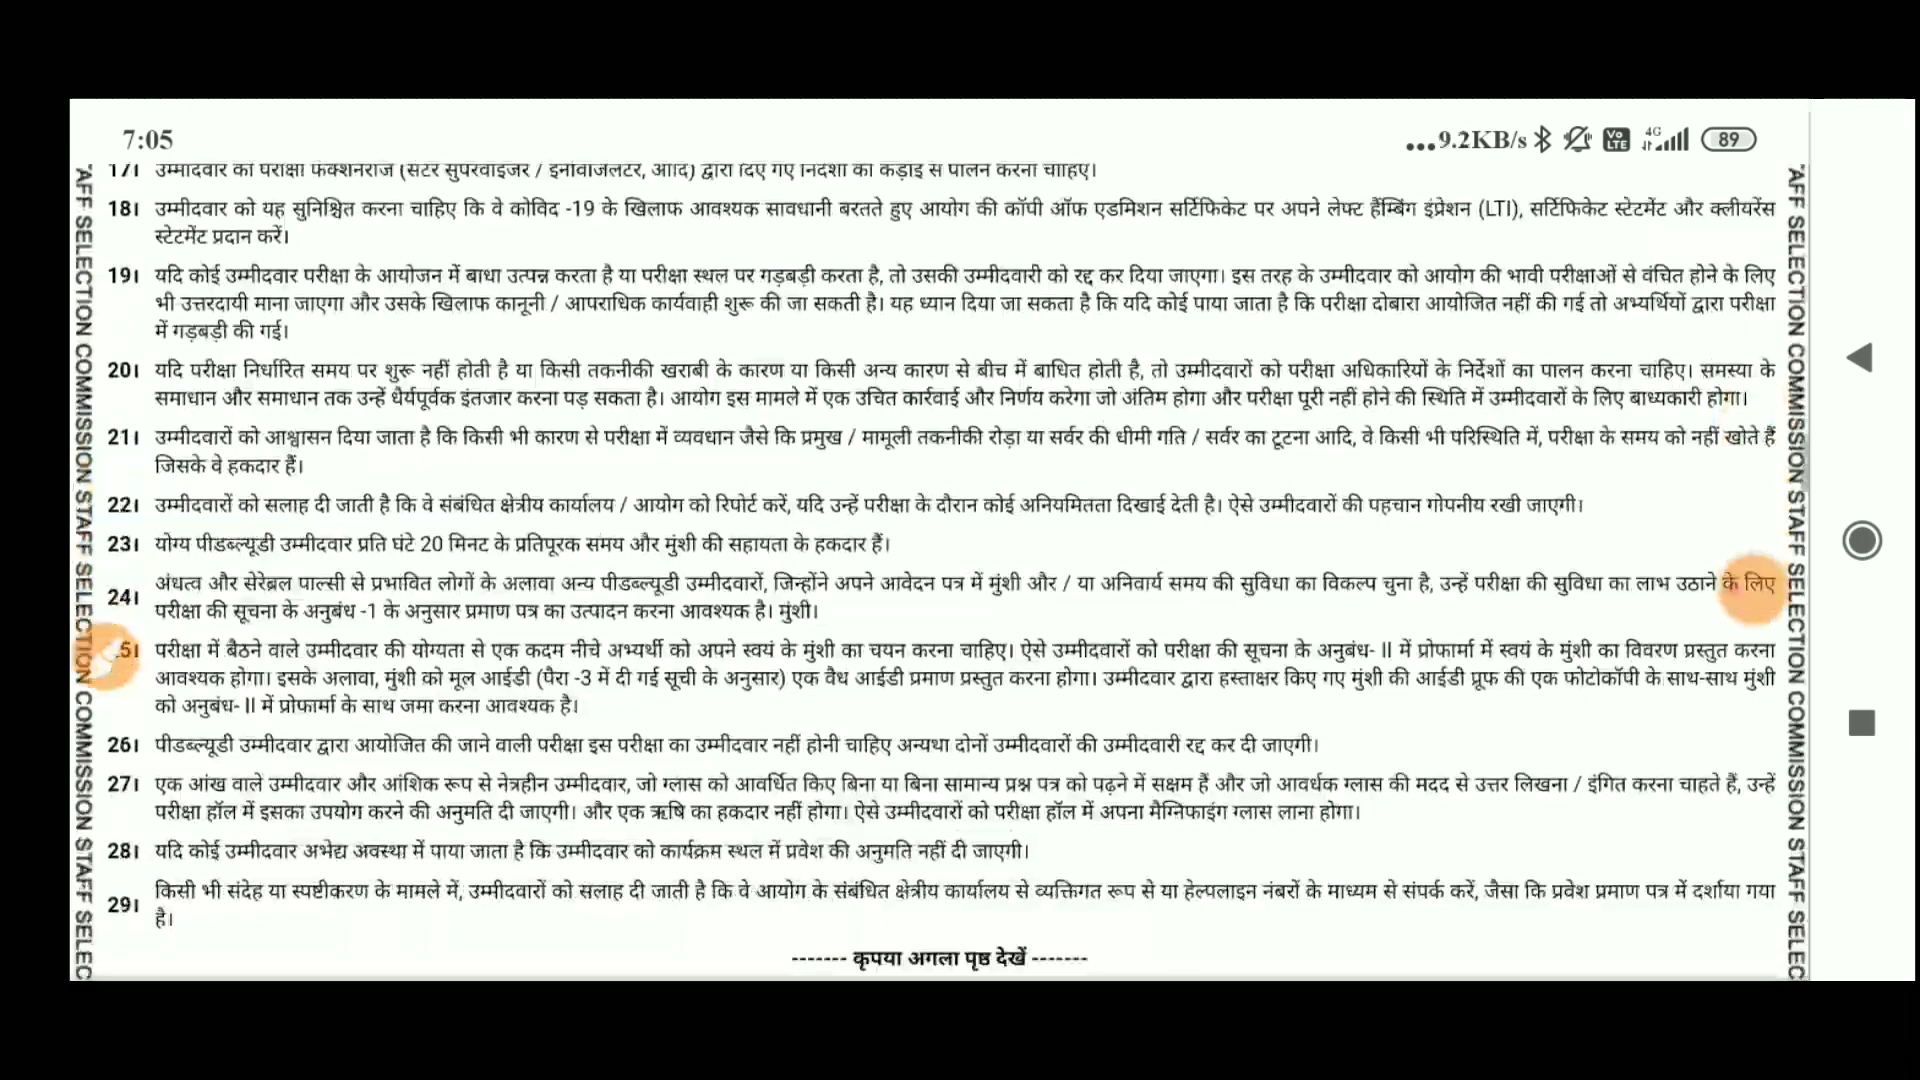 7:05
...9.2KB/s
Vo LTE
4G
89
17। उम्मीदवार को परीक्षा फंक्शनरीज (सेंटर सुपरवाइजर / इनविजिलेटर, आदि) द्वारा दिए गए निर्देशों का कड़ाई से पालन करना चाहिए।
18। उम्मीदवार को यह सुनिश्चित करना चाहिए कि वे कोविद -19 के खिलाफ आवश्यक सावधानी बरतते हुए आयोग की कॉपी ऑफ एडमिशन सर्टिफिकेट पर अपने लेफ्ट हैंम्बिंग इंप्रेशन (LTI), सर्टिफिकेट स्टेटमेंट और क्लीयरेंस
स्टेटमेंट प्रदान करें।
19। यदि कोई उम्मीदवार परीक्षा के आयोजन में बाधा उत्पन्न करता है या परीक्षा स्थल पर गड़बड़ी करता है, तो उसकी उम्मीदवारी को रद्द कर दिया जाएगा। इस तरह के उम्मीदवार को आयोग की भावी परीक्षाओं से वंचित होने के लिए
भी उत्तरदायी माना जाएगा और उसके खिलाफ कानूनी / आपराधिक कार्यवाही शुरू की जा सकती है। यह ध्यान दिया जा सकता है कि यदि कोई पाया जाता है कि परीक्षा दोबारा आयोजित नहीं की गई तो अभ्यर्थियों द्वारा परीक्षा
में गड़बड़ी की गई।
20। यदि परीक्षा निर्धारित समय पर शुरू नहीं होती है या किसी तकनीकी खराबी के कारण या किसी अन्य कारण से बीच में बाधित होती है, तो उम्मीदवारों को परीक्षा अधिकारियों के निर्देशों का पालन करना चाहिए। समस्या के
समाधान और समाधान तक उन्हें धैर्यपूर्वक इंतजार करना पड़ सकता है। आयोग इस मामले में एक उचित कार्रवाई और निर्णय करेगा जो अंतिम होगा और परीक्षा पूरी नहीं होने की स्थिति में उम्मीदवारों के लिए बाध्यकारी होगा।
21। उम्मीदवारों को आश्वासन दिया जाता है कि किसी भी कारण से परीक्षा में व्यवधान जैसे कि प्रमुख / मामूली तकनीकी रोड़ा या सर्वर की धीमी गति / सर्वर का टूटना आदि, वे किसी भी परिस्थिति में, परीक्षा के समय को नहीं खोते हैं
जिसके वे हकदार हैं।
22। उम्मीदवारों को सलाह दी जाती है कि वे संबंधित क्षेत्रीय कार्यालय / आयोग को रिपोर्ट करें, यदि उन्हें परीक्षा के दौरान कोई अनियमितता दिखाई देती है। ऐसे उम्मीदवारों की पहचान गोपनीय रखी जाएगी।
23। योग्य पीडब्ल्यूडी उम्मीदवार प्रति घंटे 20 मिनट के प्रतिपूरक समय और मुंशी की सहायता के हकदार हैं।
24। अंधत्व और सेरेब्रल पाल्सी से प्रभावित लोगों के अलावा अन्य पीडब्ल्यूडी उम्मीदवारों, जिन्होंने अपने आवेदन पत्र में मुंशी और / या अनिवार्य समय की सुविधा का विकल्प चुना है, उन्हें परीक्षा की सुविधा का लाभ उठाने के लिए
परीक्षा की सूचना के अनुबंध -1 के अनुसार प्रमाण पत्र का उत्पादन करना आवश्यक है। मुंशी।
5। परीक्षा में बैठने वाले उम्मीदवार की योग्यता से एक कदम नीचे अभ्यर्थी को अपने स्वयं के मुंशी का चयन करना चाहिए। ऐसे उम्मीदवारों को परीक्षा की सूचना के अनुबंध- II में प्रोफार्मा में स्वयं के मुंशी का विवरण प्रस्तुत करना
आवश्यक होगा। इसके अलावा, मुंशी को मूल आईडी (पैरा -3 में दी गई सूची के अनुसार) एक वैध आईडी प्रमाण प्रस्तुत करना होगा। उम्मीदवार द्वारा हस्ताक्षर किए गए मुंशी की आईडी प्रूफ की एक फोटोकॉपी के साथ-साथ मुंशी
को अनुबंध- II में प्रोफार्मा के साथ जमा करना आवश्यक है।
26। पीडब्ल्यूडी उम्मीदवार द्वारा आयोजित की जाने वाली परीक्षा इस परीक्षा का उम्मीदवार नहीं होनी चाहिए अन्यथा दोनों उम्मीदवारों की उम्मीदवारी रद्द कर दी जाएगी।
27। एक आंख वाले उम्मीदवार और आंशिक रूप से नेत्रहीन उम्मीदवार, जो ग्लास को आवर्धित किए बिना या बिना सामान्य प्रश्न पत्र को पढ़ने में सक्षम हैं और जो आवर्धक ग्लास की मदद से उत्तर लिखना / इंगित करना चाहते हैं, उन्हें
परीक्षा हॉल में इसका उपयोग करने की अनुमति दी जाएगी। और एक ऋषि का हकदार नहीं होगा। ऐसे उम्मीदवारों को परीक्षा हॉल में अपना मैग्निफाइंग ग्लास लाना होगा।
28। यदि कोई उम्मीदवार अभेद्य अवस्था में पाया जाता है कि उम्मीदवार को कार्यक्रम स्थल में प्रवेश की अनुमति नहीं दी जाएगी।
29। किसी भी संदेह या स्पष्टीकरण के मामले में, उम्मीदवारों को सलाह दी जाती है कि वे आयोग के संबंधित क्षेत्रीय कार्यालय से व्यक्तिगत रूप से या हेल्पलाइन नंबरों के माध्यम से संपर्क करें, जैसा कि प्रवेश प्रमाण पत्र में दर्शाया गया
है।
------- कृपया अगला पृष्ठ देखें -------
AFF SELECTION COMMISSION STAFF SELECTION COMMISSION STAFF SELEC
AFF SELECTION COMMISSION STAFF SELECTION COMMISSION STAFF SELEC